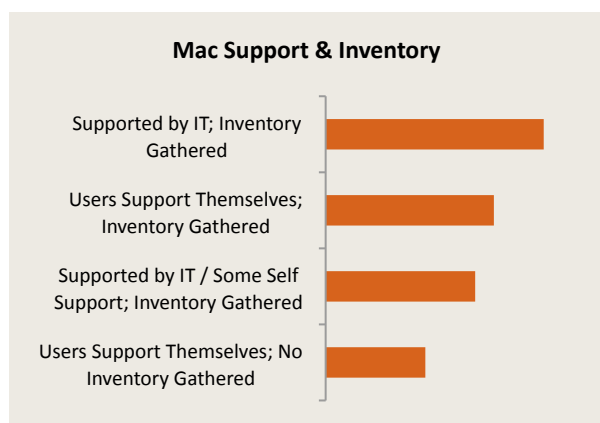 Mac Support & Inventory
Supported by IT; Inventory
Gathered
Users Support Themselves;
Inventory Gathered
Supported by IT / Some Self
Support; Inventory Gathered
Users Support Themselves; No
Inventory Gathered